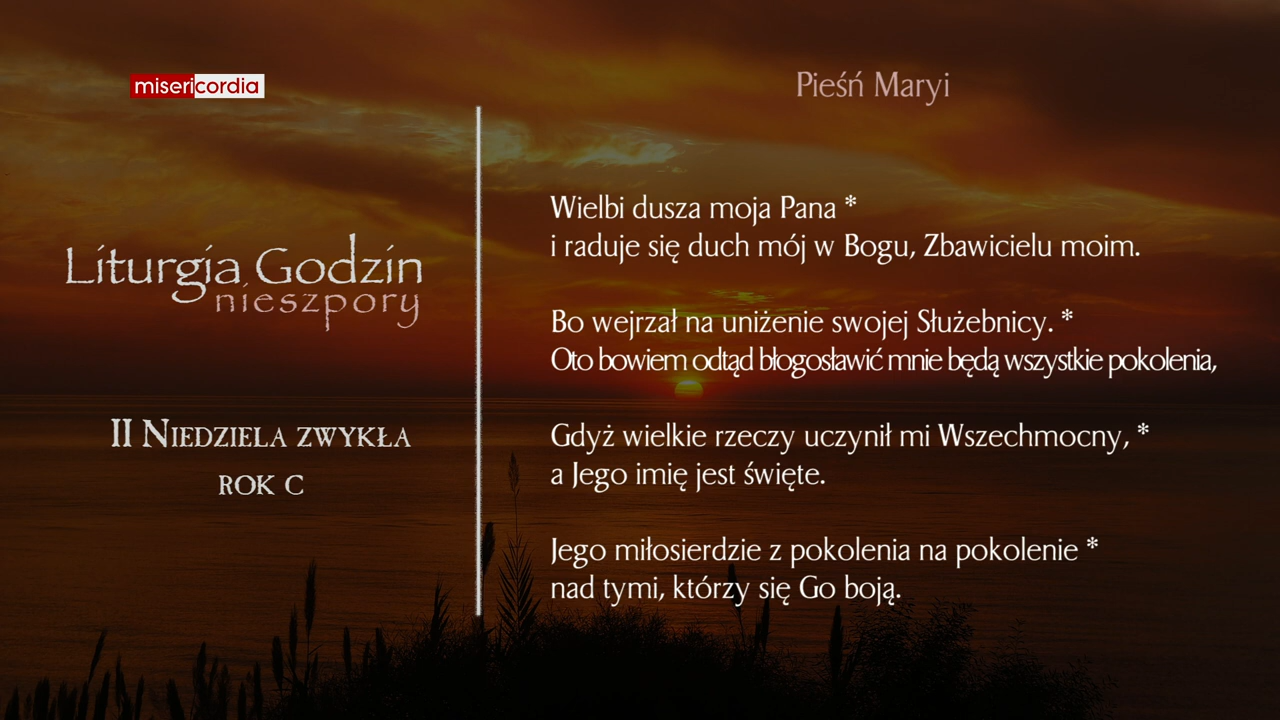 misericordia
Liturgia Godzin
nieszpory
II Niedziela zwykła
rok C
Pieśń Maryi
Wielbi dusza moja Pana *
i raduje się duch mój w Bogu, Zbawicielu moim.
Bo wejrzał na uniżenie swojej Służebnicy. *
Oto bowiem odtąd błogosławić mnie będą wszystkie pokolenia,
Gdyż wielkie rzeczy uczynił mi Wszechmocny, *
a Jego imię jest święte.
Jego miłosierdzie z pokolenia na pokolenie *
nad tymi, którzy się Go boją.